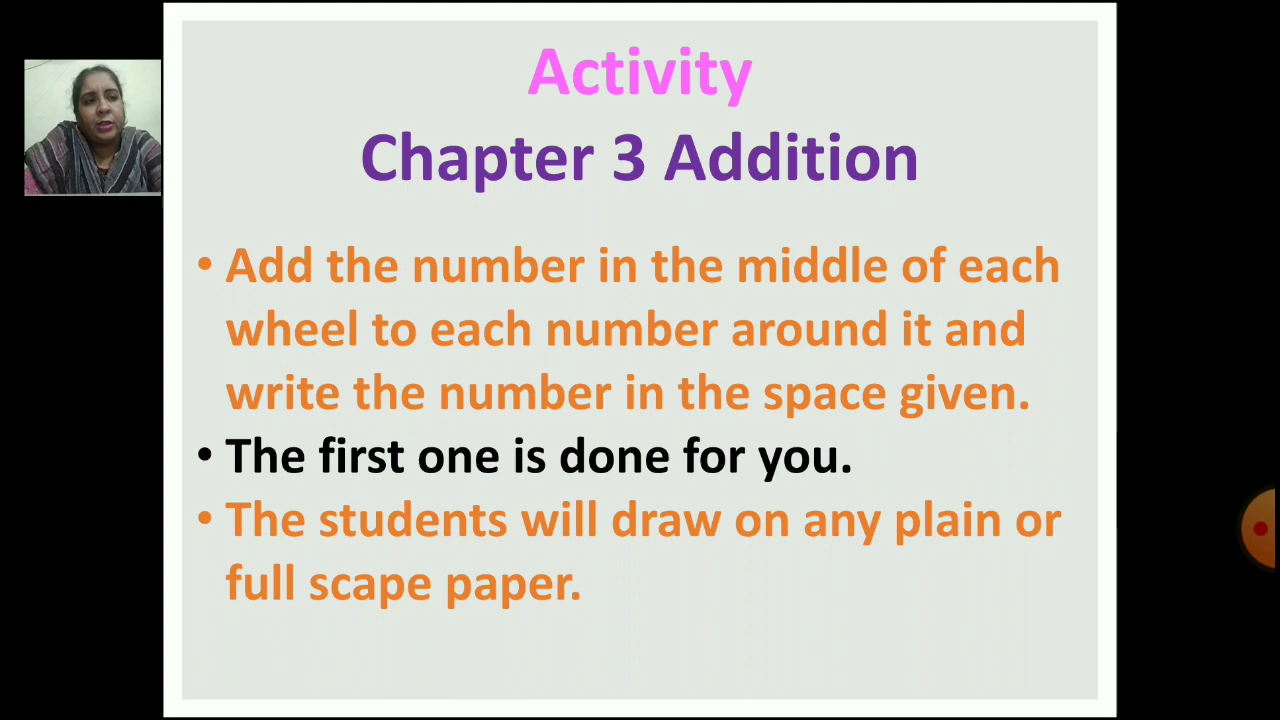 Activity
Chapter 3 Addition
• Add the number in the middle of each
wheel to each number around it and
write the number in the space given.
• The first one is done for you.
• The students will draw on any plain or
full scape paper.